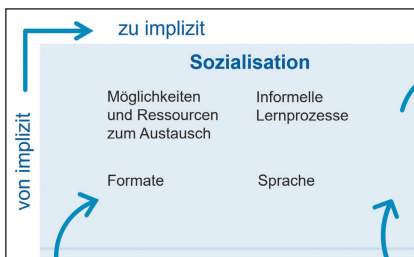 zu implizit
von implizit
Sozialisation
Möglichkeiten
und Ressourcen
zum Austausch
Informelle
Lernprozesse
Formate
Sprache